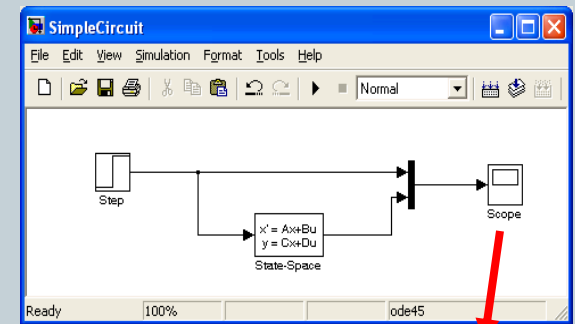 SimpleCircuit
File Edit View Simulation Format Tools Help
Normal
Step
Scope
x' = Ax+Bu
y = Cx+Du
State-Space
Ready 100% ode45